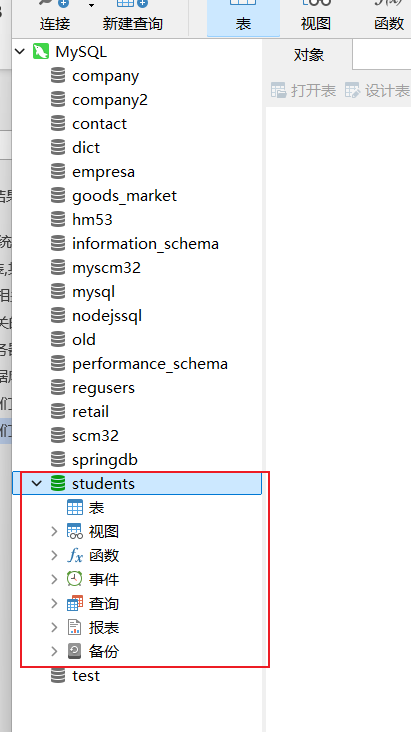 连接
新建查询
表
视图
函数
MySQL
对象
company
打开表
设计表
company2
contact
dict
empresa
goods_market
hm53
information_schema
myscm32
mysql
nodejssql
old
performance_schema
regusers
retail
scm32
springdb
students
表
视图
fx 函数
事件
查询
报表
备份
test